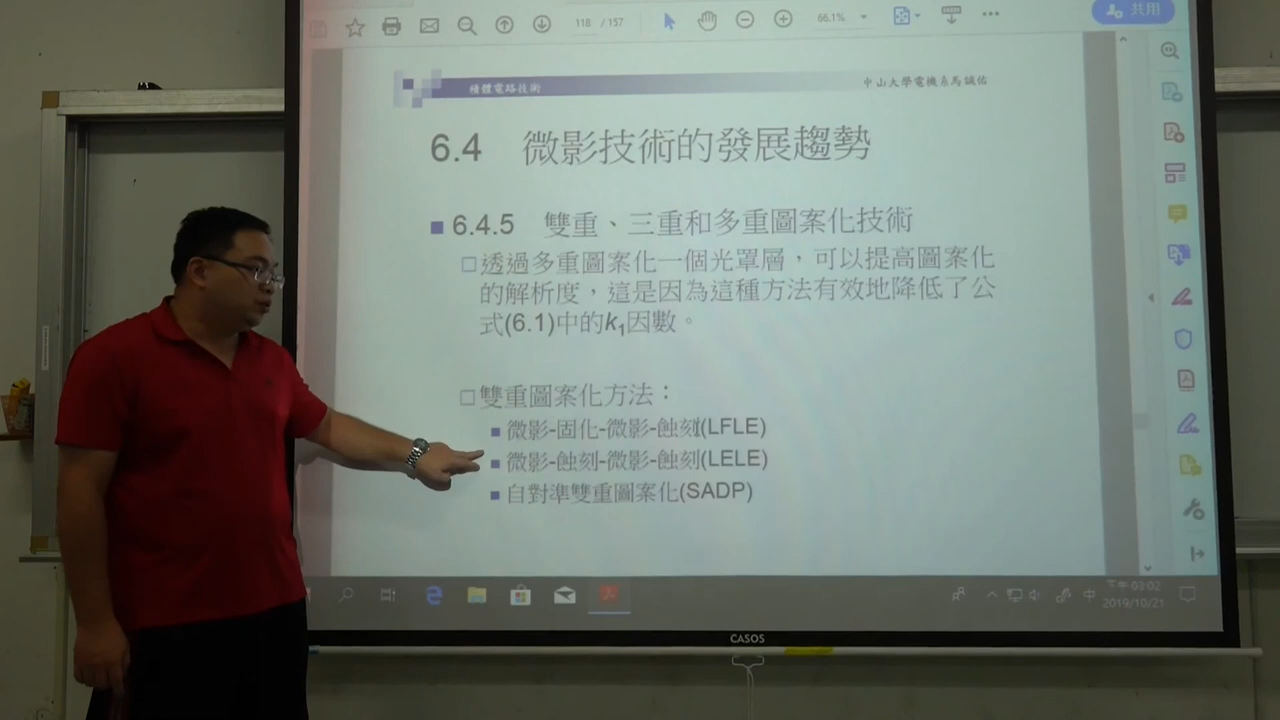 118 / 157
66.1%
共用
積體電路技術
中山大學電機系馬誠佑
6.4 微影技術的發展趨勢
6.4.5 雙重、三重和多重圖案化技術
透過多重圖案化一個光罩層，可以提高圖案化
的解析度，這是因為這種方法有效地降低了公
式(6.1)中的k1因數。
雙重圖案化方法：
微影-固化-微影-蝕刻(LFLE)
微影-蝕刻-微影-蝕刻(LELE)
自對準雙重圖案化(SADP)
中
下午 03:02
2019/10/21
CASOS